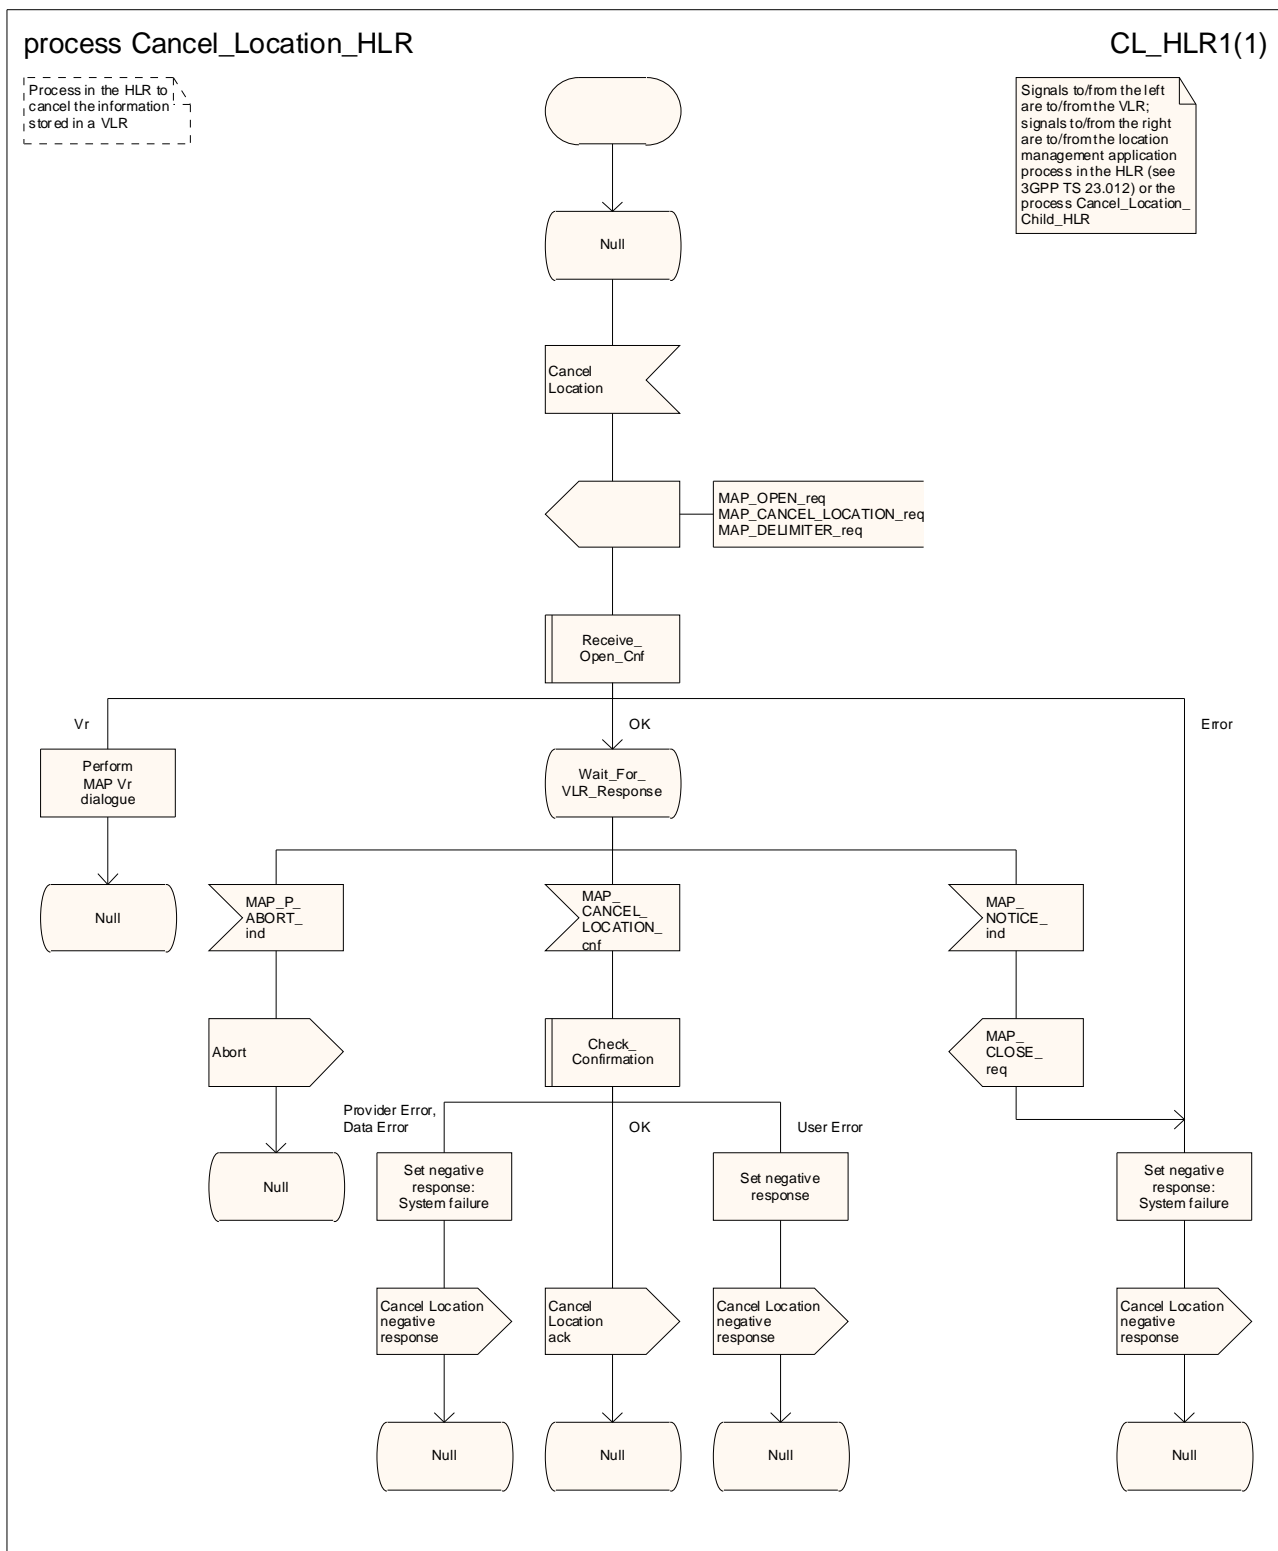 process Cancel_Location_HLR
CL_HLR1(1)
Process in the HLR to
cancel the information
stored in a VLR
Signals to/from the left
are to/from the VLR;
signals to/from the right
are to/from the location
management application
process in the HLR (see
3GPP TS 23.012) or the
process Cancel_Location_
Child_HLR
Null
Cancel
Location
MAP_OPEN_req
MAP_CANCEL_LOCATION_req
MAP_DELIMITER_req
Receive_
Open_Cnf
Vr
OK
Error
Perform
MAP Vr
dialogue
Wait_For_
VLR_Response
Null
MAP_P_
ABORT_
ind
MAP_
CANCEL_
LOCATION_
cnf
MAP_
NOTICE_
ind
Abort
Check_
Confirmation
MAP_
CLOSE_
req
Provider Error,
Data Error
OK
User Error
Null
Set negative
response:
System failure
Set negative
response
Set negative
response:
System failure
Cancel Location
negative
response
Cancel
Location
ack
Cancel Location
negative
response
Cancel Location
negative
response
Null
Null
Null
Null